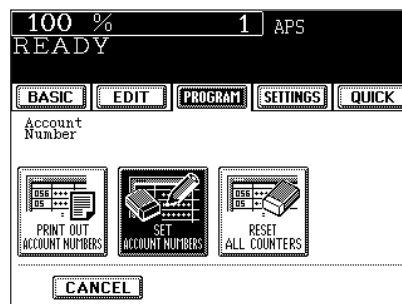 100 % 1 APS
READY
BASIC EDIT PROGRAM SETTINGS QUICK
Account
Number
PRINT OUT
ACCOUNT NUMBERS
SET
ACCOUNT NUMBERS
RESET
ALL COUNTERS
CANCEL